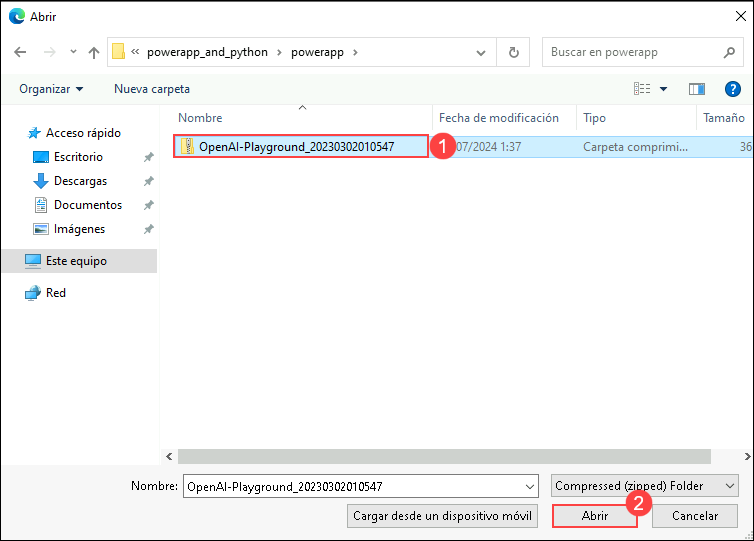 Abrir
« powerapp_and_python › powerapp ›
Buscar en powerapp
Organizar
Nueva carpeta
?
Nombre
Fecha de modificación
Tipo
Tamaño
Acceso rápido
Escritorio
Descargas
Documentos
Imágenes
Este equipo
Red
OpenAI-Playground_20230302010547
1
07/2024 1:37
Carpeta comprimi...
36
Nombre:
OpenAI-Playground_20230302010547
Compressed (zipped) Folder
2
Cargar desde un dispositivo móvil
Abrir
Cancelar